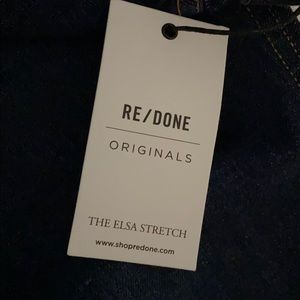 RE/DONE
ORIGINALS
THE ELSA STRETCH
www.shopredone.com